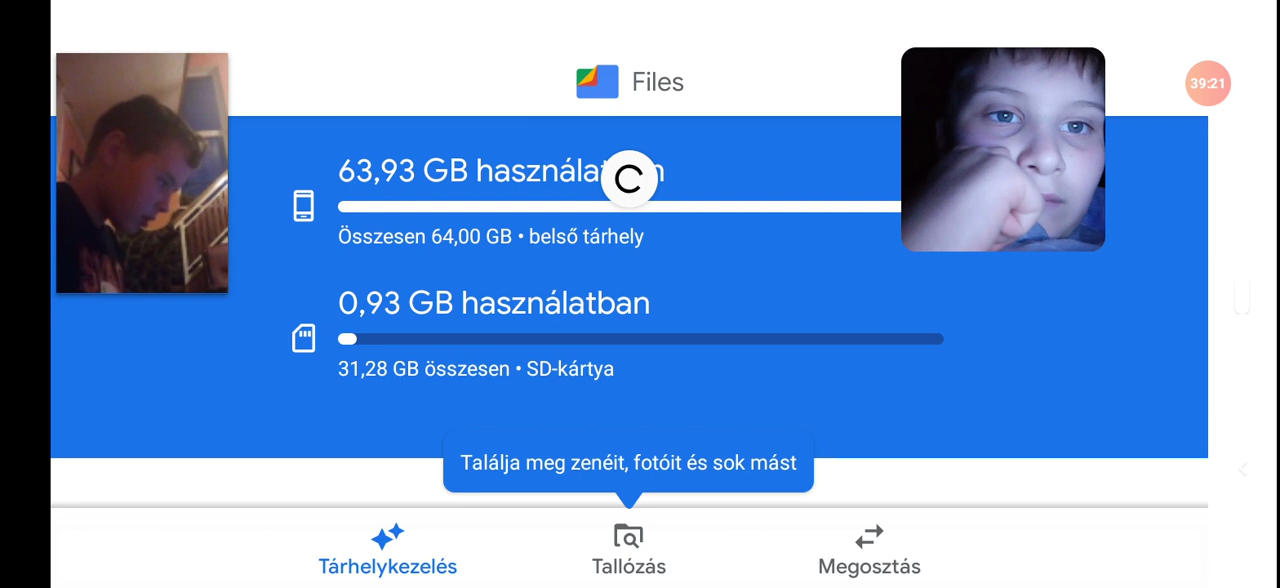 Files
39:21
63,93 GB
Összesen 64,00 GB • belső tárhely
0,93 GB használatban
31,28 GB összesen • SD-kártya
Találja meg zenéit, fotóit és sok mást
Tárhelykezelés
Tallózás
Megosztás